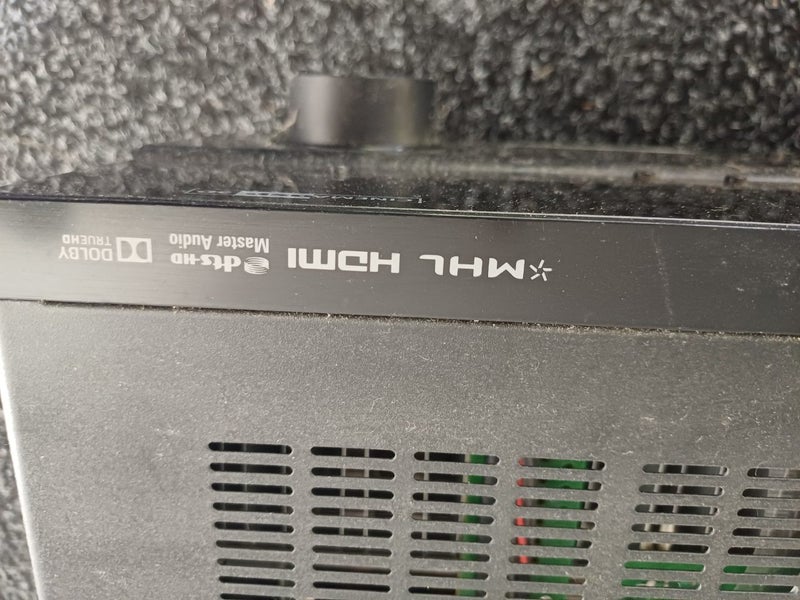 MHL HDMI
dts-HD
Master Audio
DOLBY
TRUEHD